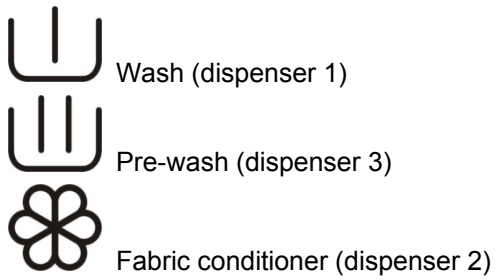 Wash (dispenser 1)
Pre-wash (dispenser 3)
Fabric conditioner (dispenser 2)